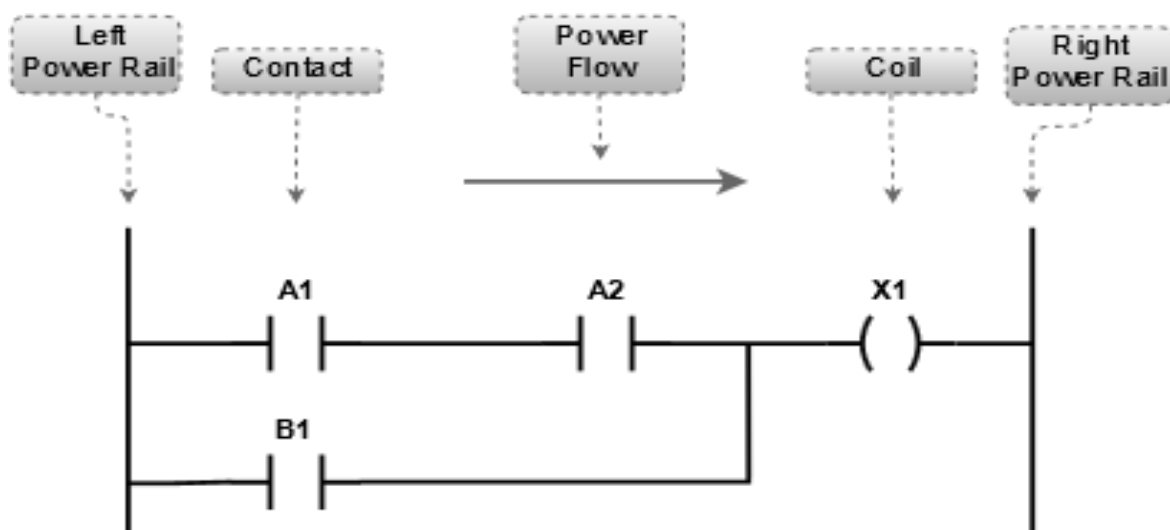 Left
Power Rail
Contact
Power
Flow
Coil
Right
Power Rail
A1
A2
X1
B1